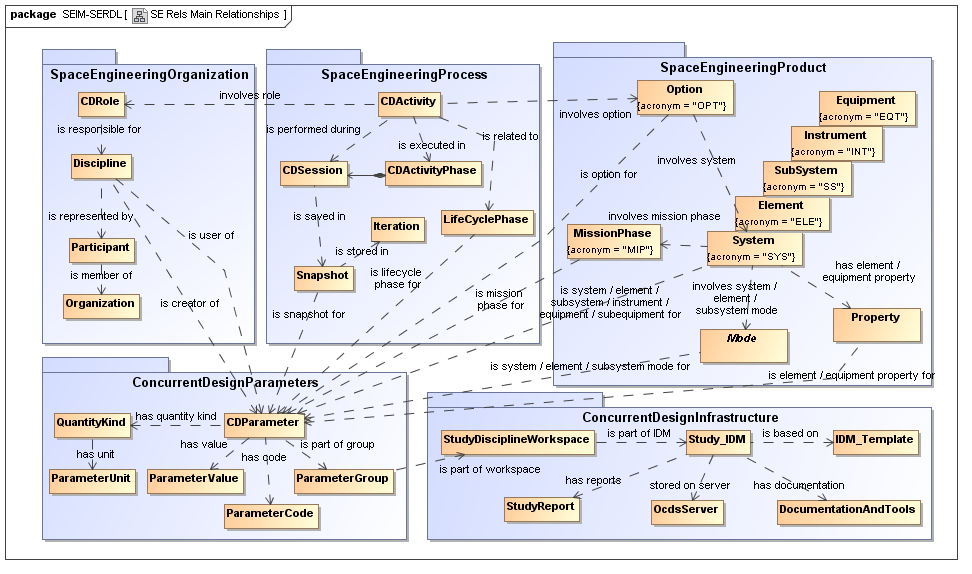 package SEIM-SERDL [ SE Rels Main Relationships ]
SpaceEngineeringOrganization
CDRole
is responsible for
Discipline
is represented by
is user of
Participant
is member of
Organization
is creator of
SpaceEngineeringProcess
involves role
CDActivity
is performed during
is related to
is executed in
CDSession
CDActivityPhase
is saved in
Iteration
LifeCyclePhase
is stored in
Snapshot
is lifecycle
phase for
is snapshot for
SpaceEngineeringProduct
Option
{acronym = "OPT"}
involves option
Equipment
{acronym = "EQT"}
Instrument
{acronym = "INT"}
involves system
is option for
SubSystem
{acronym = "SS"}
Element
{acronym = "ELE"}
involves mission phase
MissionPhase
{acronym = "MIP"}
System
{acronym = "SYS"}
has element /
equipment property
is mission
phase for
is system / element /
subsystem / instrument /
equipment / subequipment for
involves system /
element /
subsystem mode
Property
Mode
is system / element / subsystem mode for
is element / equipment property for
ConcurrentDesignParameters
QuantityKind
has quantity kind
CDParameter
has unit
has value
is part of group
has code
ParameterUnit
ParameterValue
ParameterGroup
ParameterCode
ConcurrentDesignInfrastructure
StudyDisciplineWorkspace
is part of IDM
Study_IDM
is based on
IDM_Template
is part of workspace
has reports
stored on server
has documentation
StudyReport
OcdsServer
DocumentationAndTools